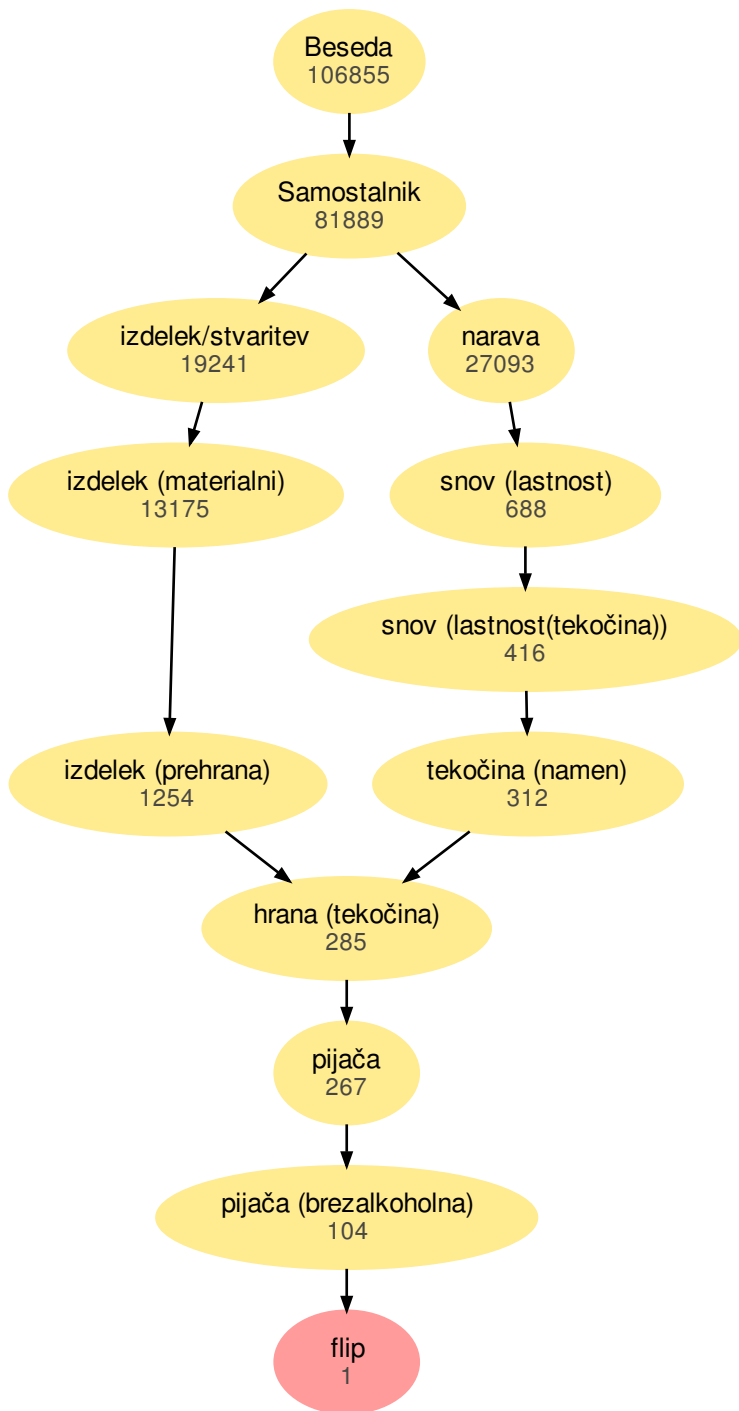 Beseda
106855
Samostalnik
81889
izdelek/stvaritev
19241
narava
27093
izdelek (materialni)
13175
snov (lastnost)
688
snov (lastnost(tekočina))
416
izdelek (prehrana)
1254
tekočina (namen)
312
hrana (tekočina)
285
pijača
267
pijača (brezalkoholna)
104
flip
1